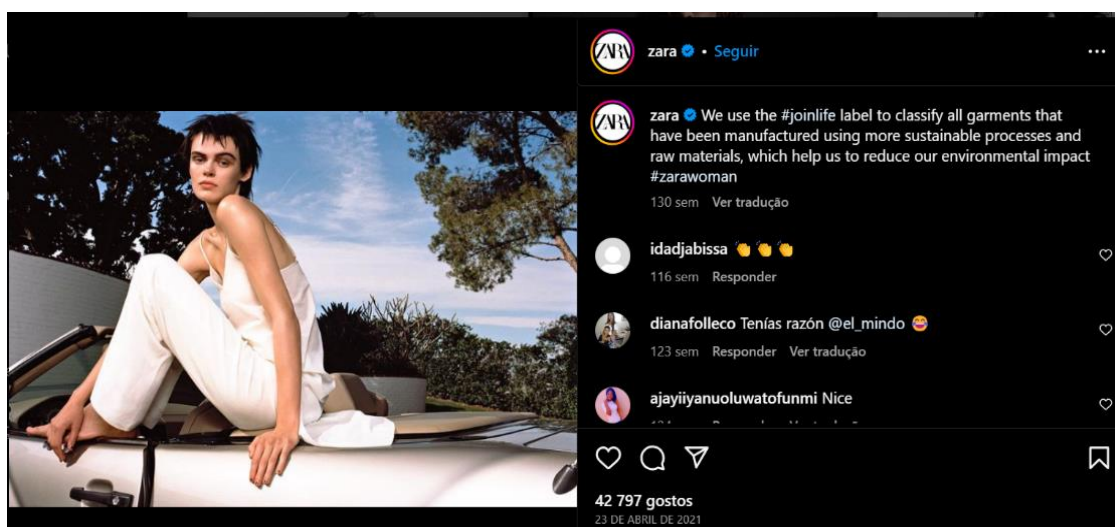 ZARA
zara • Seguir
ZARA
zara We use the #joinlife label to classify all garments that
have been manufactured using more sustainable processes and
raw materials, which help us to reduce our environmental impact
#zarawoman
130 sem Ver tradução
idadjabissa 👏👏👏
116 sem Responder
dianafolleco Tenías razón @el_mindo 😂
123 sem Responder Ver tradução
ajayiiyanuoluwatofunmi Nice
42 797 gostos
23 DE ABRIL DE 2021